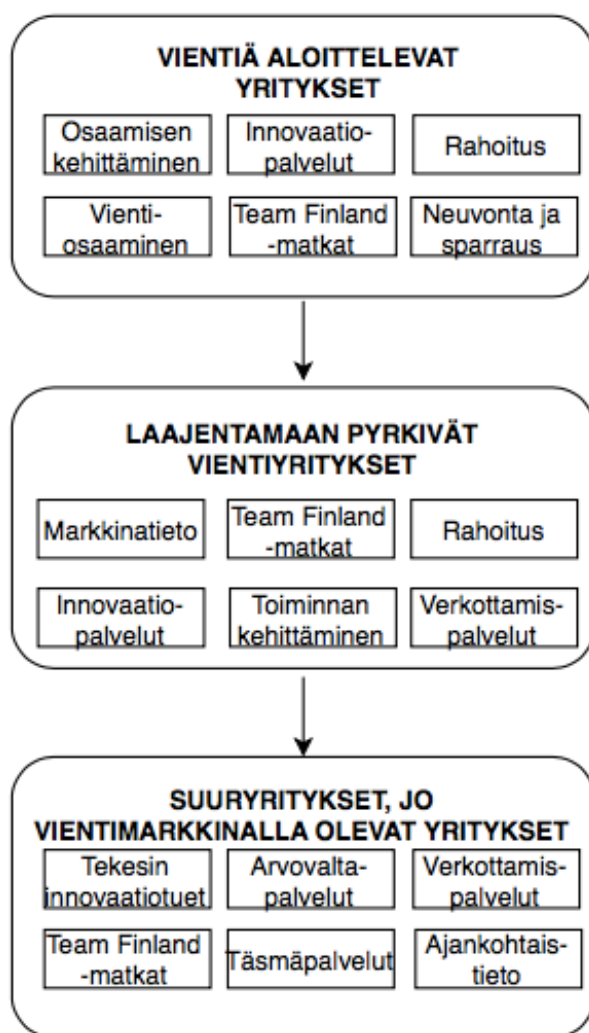 VIENTIÄ ALOITTELEVAT
YRITYKSET
Osaamisen
kehittäminen
Innovaatio-
palvelut
Rahoitus
Vienti-
osaaminen
Team Finland
-matkat
Neuvonta ja
sparraus
LAAJENTAMAAN PYRKIVÄT
VIENTIYRITYKSET
Markkinatieto
Team Finland
-matkat
Rahoitus
Innovaatio-
palvelut
Toiminnan
kehittäminen
Verkottamis-
palvelut
SUURYRITYKSET, JO
VIENTIMARKKINALLA OLEVAT YRITYKSET
Tekesin
innovaatiotuet
Arvovalta-
palvelut
Verkottamis-
palvelut
Team Finland
-matkat
Täsmäpalvelut
Ajankohtais-
tieto